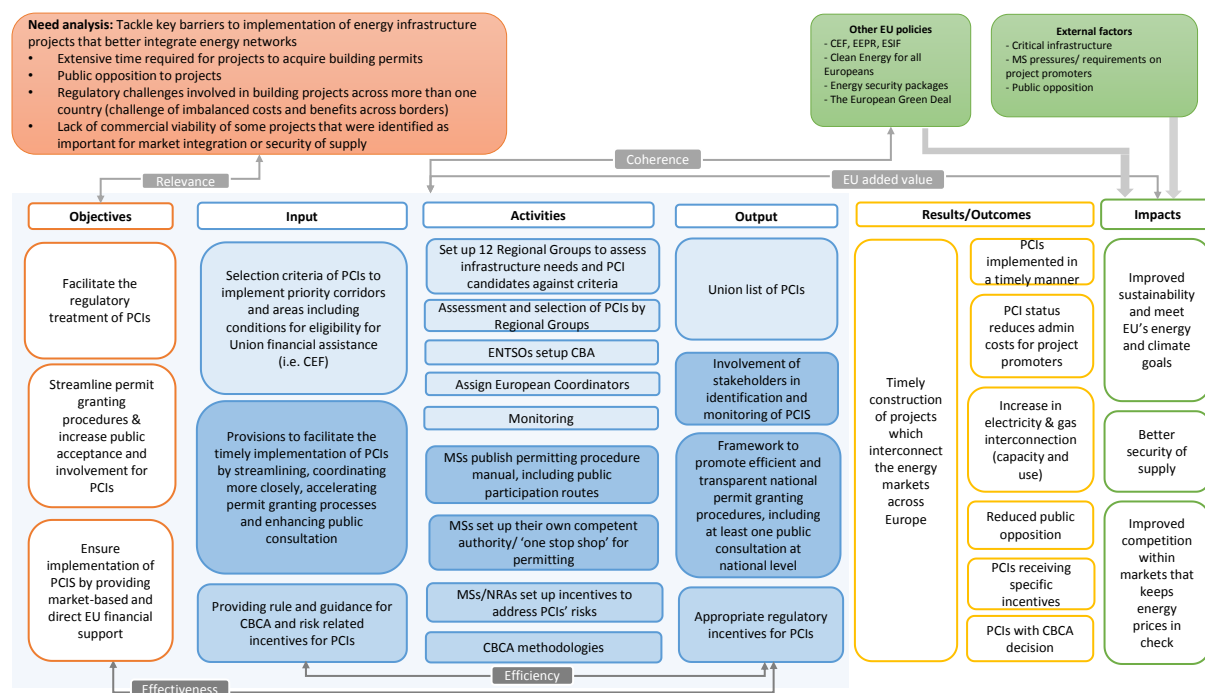 Need analysis: Tackle key barriers to implementation of energy infrastructure
projects that better integrate energy networks
• Extensive time required for projects to acquire building permits
• Public opposition to projects
• Regulatory challenges involved in building projects across more than one
country (challenge of imbalanced costs and benefits across borders)
• Lack of commercial viability of some projects that were identified as
important for market integration or security of supply
Other EU policies
- CEF, EEPR, ESIF
- Clean Energy for all
Europeans
- Energy security packages
- The European Green Deal
External factors
- Critical infrastructure
- MS pressures/ requirements on
project promoters
- Public opposition
Relevance
Coherence
EU added value
Objectives
Facilitate the
regulatory
treatment of PCIs
Streamline permit
granting
procedures &
increase public
acceptance and
involvement for
PCIs
Ensure
implementation of
PCIS by providing
market-based and
direct EU financial
support
Input
Selection criteria of PCIs to
implement priority corridors
and areas including
conditions for eligibility for
Union financial assistance
(i.e. CEF)
Provisions to facilitate the
timely implementation of PCIs
by streamlining, coordinating
more closely, accelerating
permit granting processes
and enhancing public
consultation
Providing rule and guidance for
CBCA and risk related
incentives for PCIs
Activities
Set up 12 Regional Groups to assess
infrastructure needs and PCI
candidates against criteria
Assessment and selection of PCIs by
Regional Groups
ENTSOs setup CBA
Assign European Coordinators
Monitoring
MSs publish permitting procedure
manual, including public
participation routes
MSs set up their own competent
authority/ ‘one stop shop’ for
permitting
MSs/NRAs set up incentives to
address PCIs’ risks
CBCA methodologies
Output
Union list of PCIs
Involvement of
stakeholders in
identification and
monitoring of PCIS
Framework to
promote efficient and
transparent national
permit granting
procedures, including
at least one public
consultation at
national level
Appropriate regulatory
incentives for PCIs
Results/Outcomes
Timely
construction
of projects
which
interconnect
the energy
markets
across
Europe
PCIs
implemented in
a timely manner
PCI status
reduces admin
costs for project
promoters
Increase in
electricity & gas
interconnection
(capacity and
use)
Reduced public
opposition
PCIs receiving
specific
incentives
PCIs with CBCA
decision
Impacts
Improved
sustainability
and meet
EU’s energy
and climate
goals
Better
security of
supply
Improved
competition
within
markets that
keeps
energy
prices in
check
Efficiency
Effectiveness